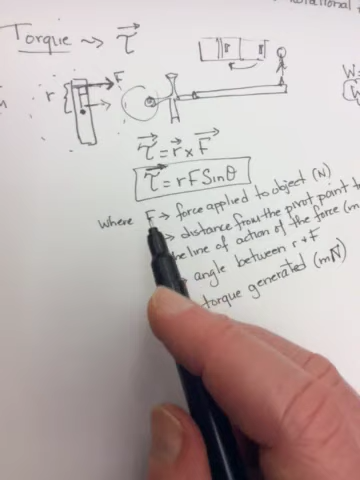 Torque ~> τ⃗
r
F
r r
τ⃗ = r⃗ x F⃗
τ⃗ = rFSinθ
where F → force applied to object (N)
→ distance from the pivot point to
the line of action of the force (m
angle between r & F
torque generated (mN)